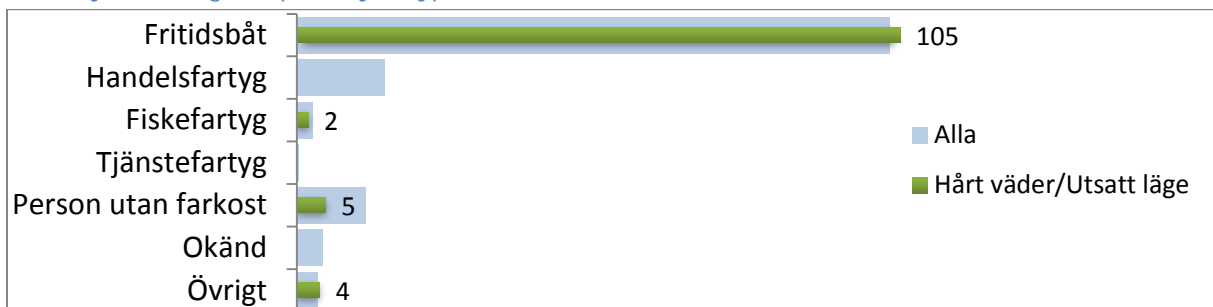 Fritidsbåt 105
Handelsfartyg
Fiskefartyg 2
Tjänstefartyg
Person utan farkost 5
Okänd
Övrigt 4
Alla
Hårt väder/Utsatt läge